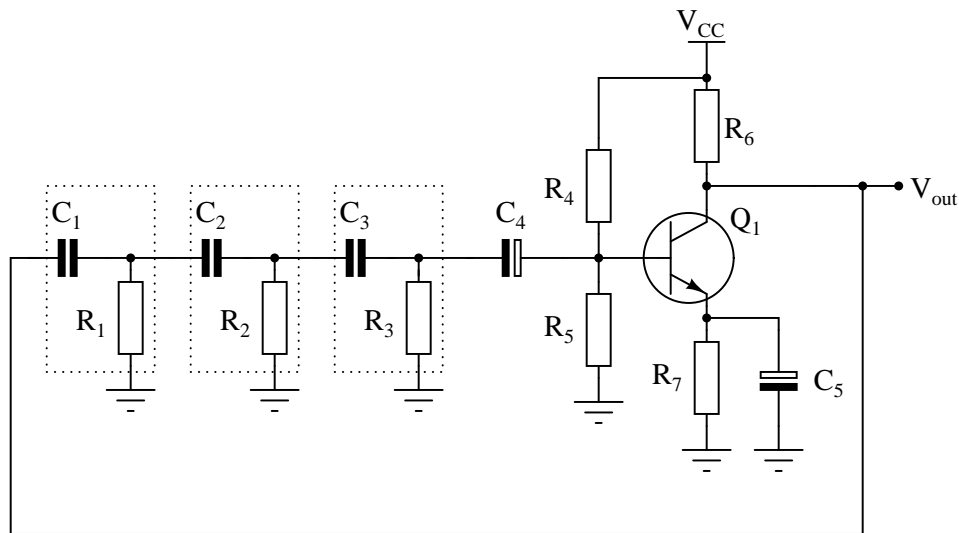 V_CC
R_6
R_4
V_out
C_1
C_2
C_3
C_4
Q_1
R_1
R_2
R_3
R_5
R_7
C_5